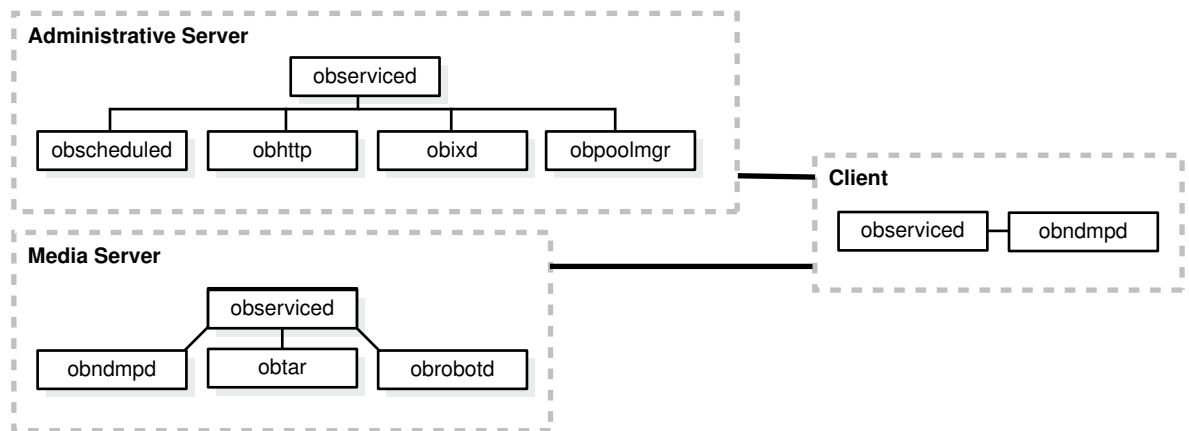 Administrative Server
observiced
obscheduled
obhttp
obixd
obpoolmgr
Client
observiced
obndmpd
Media Server
observiced
obndmpd
obtar
obrobotd